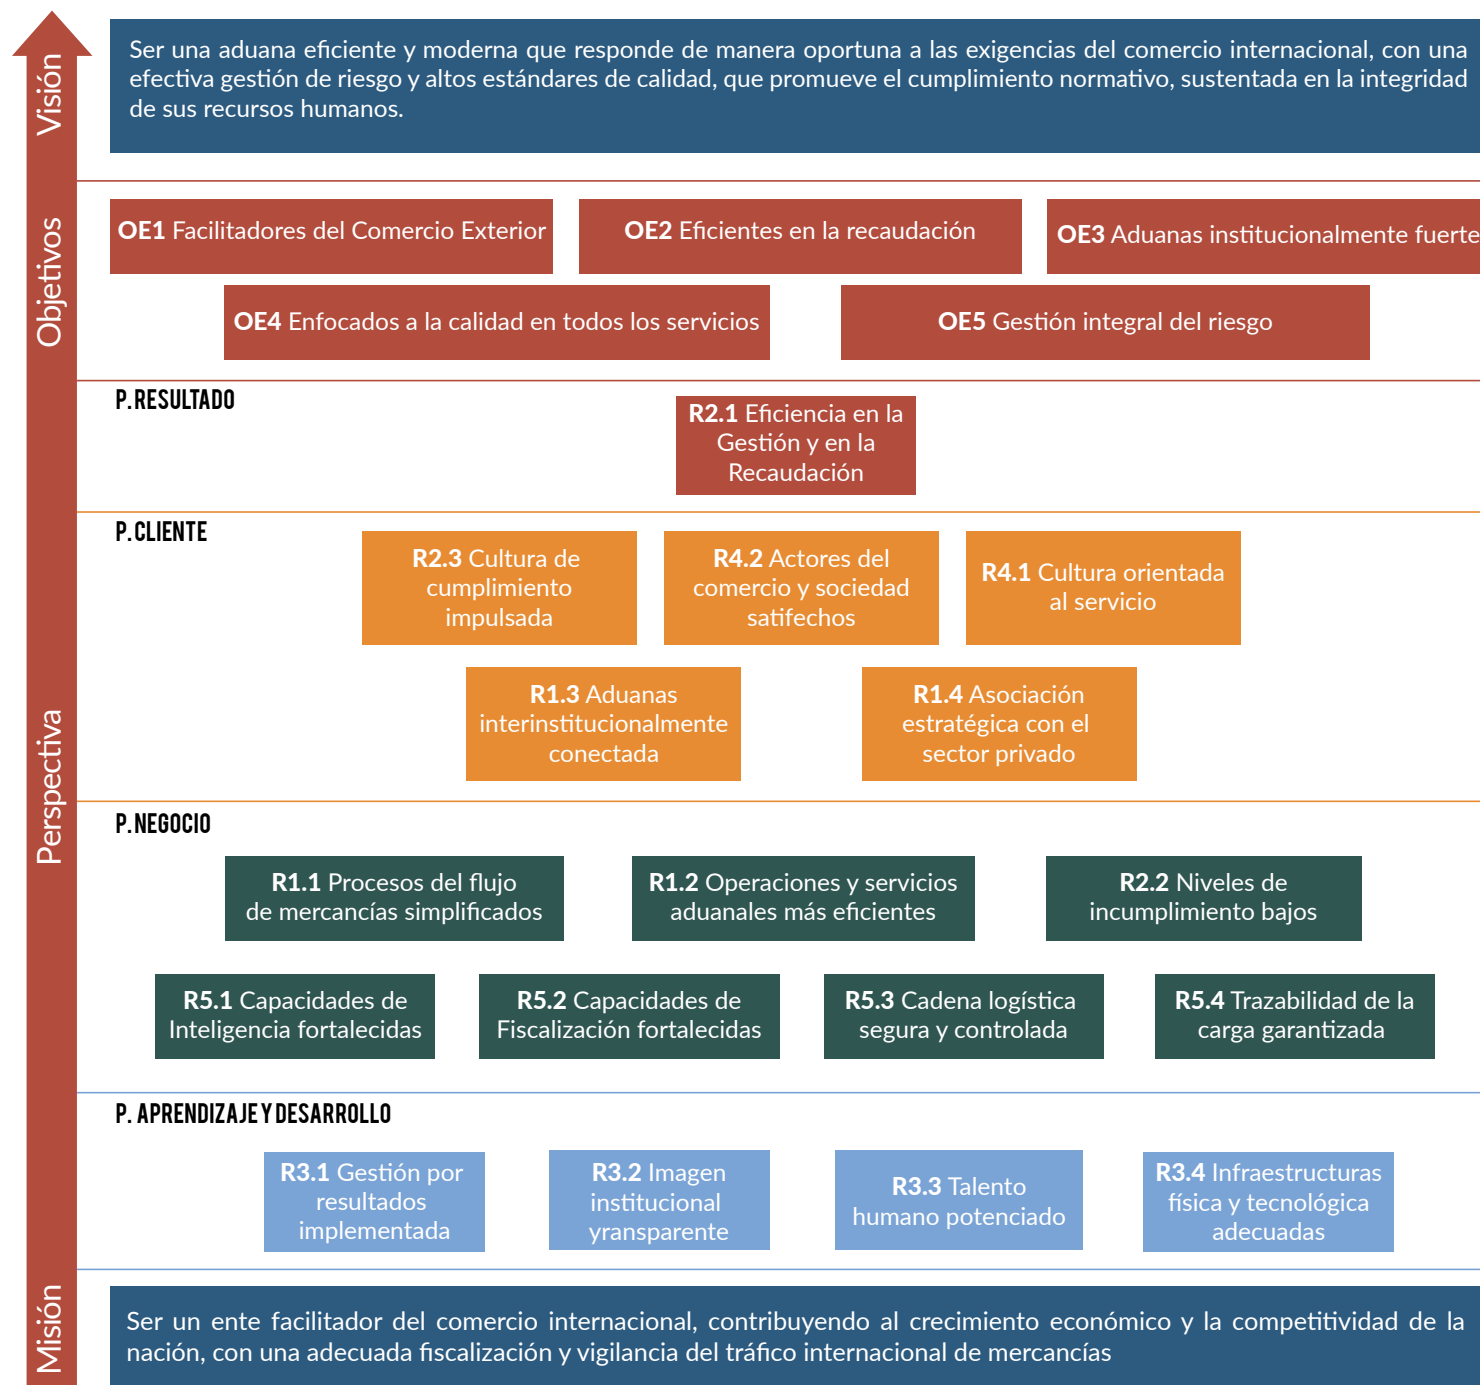 Visión
Ser una aduana eficiente y moderna que responde de manera oportuna a las exigencias del comercio internacional, con una
efectiva gestión de riesgo y altos estándares de calidad, que promueve el cumplimiento normativo, sustentada en la integridad
de sus recursos humanos.
Objetivos
OE1 Facilitadores del Comercio Exterior
OE2 Eficientes en la recaudación
OE3 Aduanas institucionalmente fuerte
OE4 Enfocados a la calidad en todos los servicios
OE5 Gestión integral del riesgo
Perspectiva
P. RESULTADO
R2.1 Eficiencia en la
Gestión y en la
Recaudación
P. CLIENTE
R2.3 Cultura de
cumplimiento
impulsada
R4.2 Actores del
comercio y sociedad
satifechos
R4.1 Cultura orientada
al servicio
R1.3 Aduanas
interinstitucionalmente
conectada
R1.4 Asociación
estratégica con el
sector privado
P. NEGOCIO
R1.1 Procesos del flujo
de mercancías simplificados
R1.2 Operaciones y servicios
aduanales más eficientes
R2.2 Niveles de
incumplimiento bajos
R5.1 Capacidades de
Inteligencia fortalecidas
R5.2 Capacidades de
Fiscalización fortalecidas
R5.3 Cadena logística
segura y controlada
R5.4 Trazabilidad de la
carga garantizada
P. APRENDIZAJE Y DESARROLLO
R3.1 Gestión por
resultados
implementada
R3.2 Imagen
institucional
yransparente
R3.3 Talento
humano potenciado
R3.4 Infraestructuras
física y tecnológica
adecuadas
Misión
Ser un ente facilitador del comercio internacional, contribuyendo al crecimiento económico y la competitividad de la
nación, con una adecuada fiscalización y vigilancia del tráfico internacional de mercancías